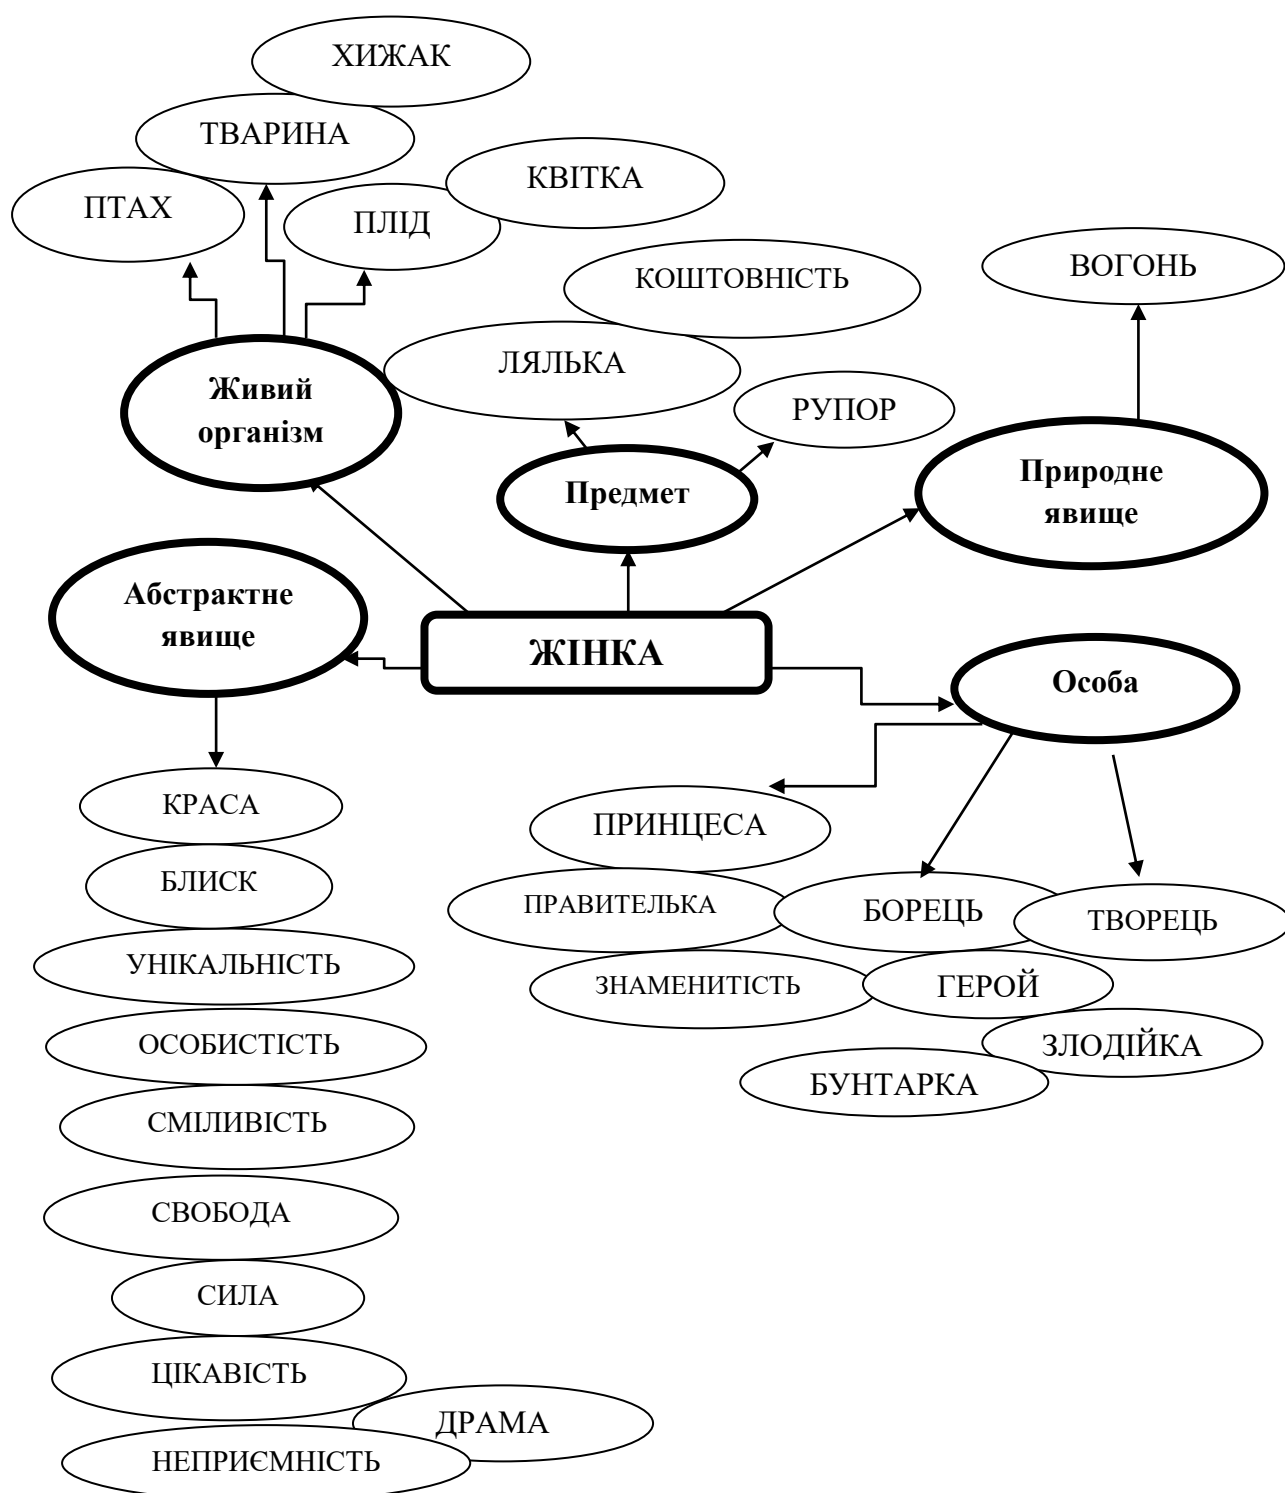 ХИЖАК
ТВАРИНА
КВІТКА
ПТАХ
ПЛІД
ВОГОНЬ
КОШТОВНІСТЬ
ЛЯЛЬКА
РУПОР
Живий
організм
Предмет
Природне
явище
Абстрактне
явище
ЖІНКА
Особа
КРАСА
БЛИСК
УНІКАЛЬНІСТЬ
ОСОБИСТІСТЬ
СМІЛИВІСТЬ
СВОБОДА
СИЛА
ЦІКАВІСТЬ
ДРАМА
НЕПРИЄМНІСТЬ
ПРИНЦЕСА
ПРАВИТЕЛЬКА
БОРЕЦЬ
ТВОРЕЦЬ
ЗНАМЕНИТІСТЬ
ГЕРОЙ
ЗЛОДІЙКА
БУНТАРКА